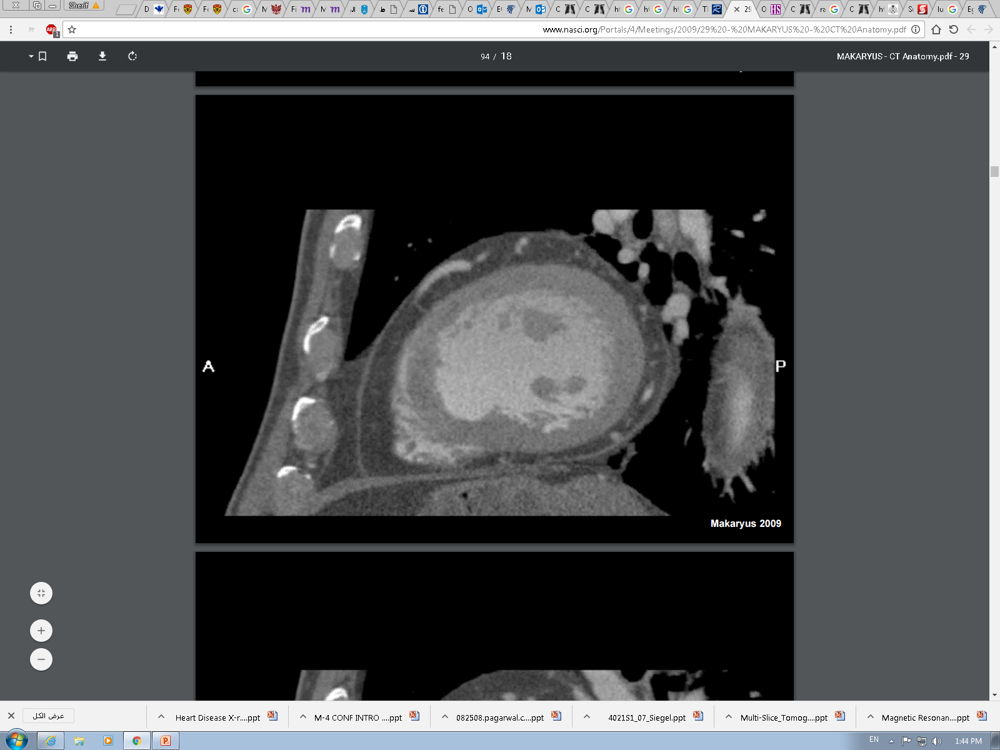 Sherif
www.nasci.org/Portals/4/Meetings/2009/29%20-%20MAKARYUS%20-%20CT%20Anatomy.pdf
94 / 18
MAKARYUS - CT Anatomy.pdf - 29
A
P
Makaryus 2009
عرض الكل
Heart Disease X-r....ppt
M-4 CONF INTRO ....ppt
082508.pagarwal.c....ppt
4021S1_07_Siegel.ppt
Multi-Slice_Tomog....ppt
Magnetic Resonan....ppt
EN
1:44 PM